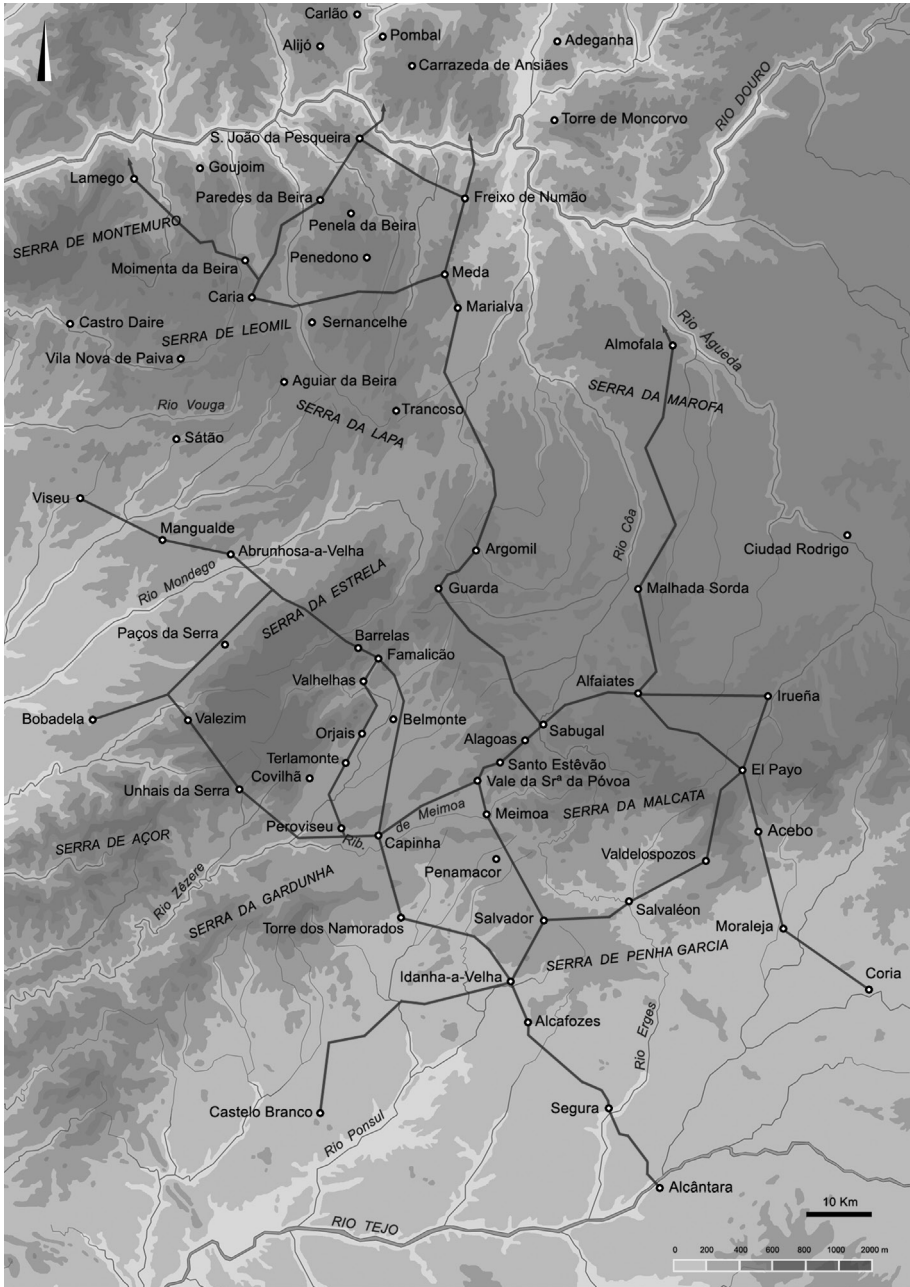 Carlão
Pombal
Alijó
Adeganha
Carrazeda de Ansiães
RIO DOURO
Torre de Moncorvo
S. João da Pesqueira
Goujoim
Lamego
Paredes da Beira
Freixo de Numão
Penela da Beira
SERRA DE MONTEMURO
Penedono
Moimenta da Beira
Meda
Caria
Marialva
Castro Daire
Sernancelhe
SERRA DE LEOMIL
Rio Águeda
Almofala
Vila Nova de Paiva
Aguiar da Beira
SERRA DA MAROFA
Rio Vouga
Trancoso
SERRA DA LAPA
Sátão
Viseu
Rio Côa
Mangualde
Ciudad Rodrigo
Abrunhosa-a-Velha
Argomil
Rio Mondego
Guarda
Malhada Sorda
SERRA DA ESTRELA
Paços da Serra
Barrelas
Famalicão
Valhelhas
Alfaiates
Irueña
Bobadela
Valezim
Belmonte
Sabugal
Orjais
Alagoas
Terlamonte
Santo Estêvão
Covilhã
El Payo
Vale da Srª da Póvoa
Unhais da Serra
SERRA DA MALCATA
Meimoa
Rib. de Meimoa
Peroviseu
Acebo
SERRA DE AÇOR
Capinha
Valdelospozos
Penamacor
SERRA DA GARDUNHA
Rio Zêzere
Salvaléon
Torre dos Namorados
Salvador
Moraleja
SERRA DE PENHA GARCIA
Idanha-a-Velha
Coria
Alcafozes
Rio Erges
Castelo Branco
Segura
Rio Ponsul
Alcântara
10 Km
RIO TEJO
0 200 400 600 800 1000 2000 m